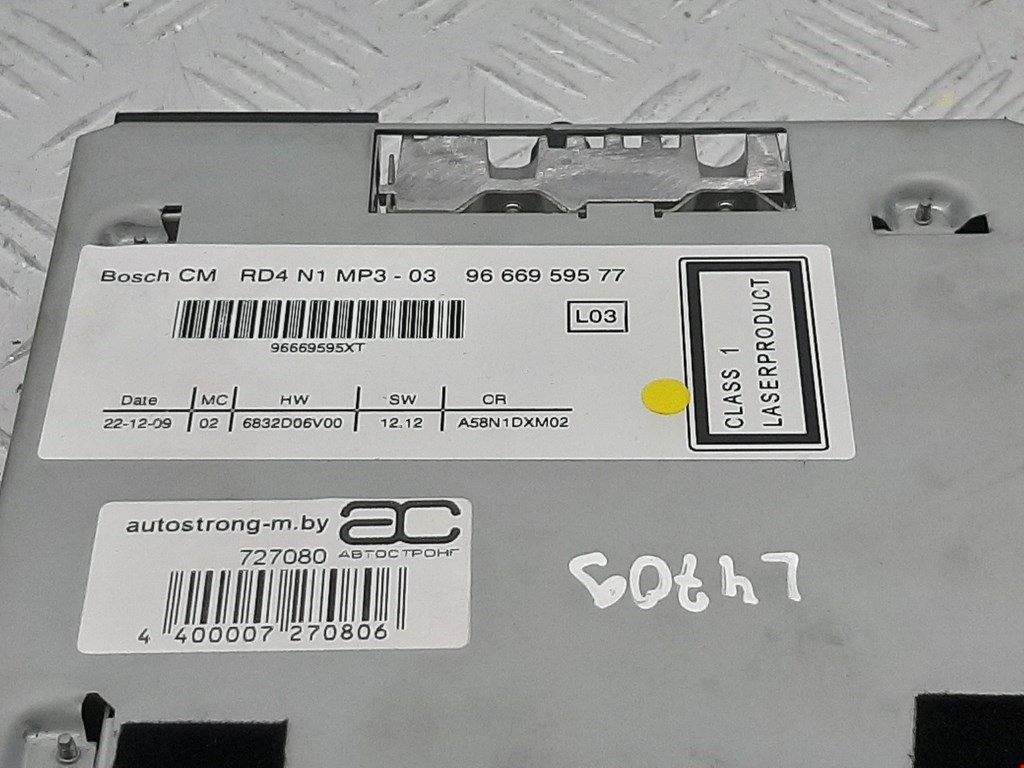 Bosch CM RD4 N1 MP3 - 03 96 669 595 77
96669595XT
L03
CLASS 1
LASERPRODUCT
Date MC HW SW CR
22-12-09 02 6832D06V00 12.12 A58N1DXM02
autostrong-m.by ac
727080 АВТОСТРОНГ
4 400007 270806